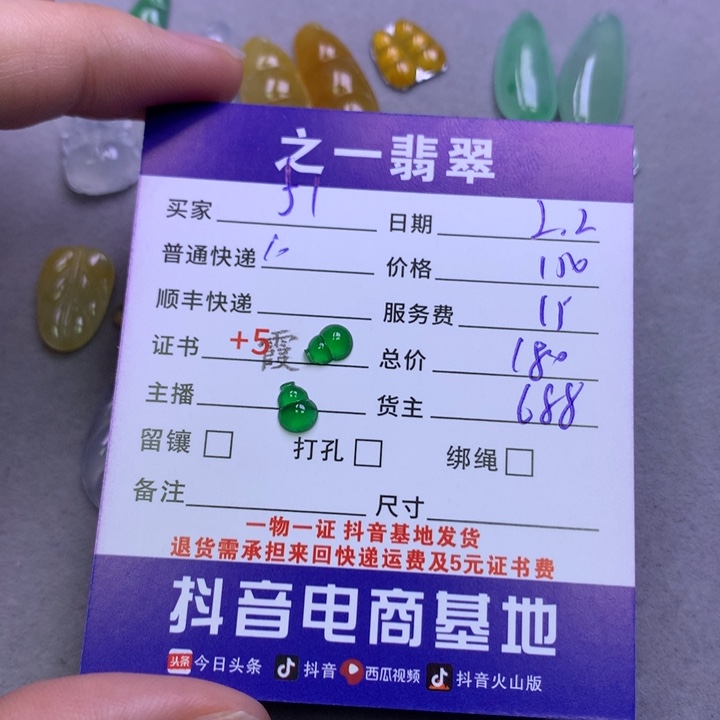 之一翡翠
买家 51 日期 2.2
普通快递 10 价格 150
顺丰快递 服务费 15
证书 +5 霞 总价 180
主播 货主 688
留镶 打孔 绑绳
备注 尺寸
一物一证 抖音基地发货
退货需承担来回快递运费及5元证书费
抖音电商基地
头条 今日头条 抖音 西瓜视频 抖音火山版